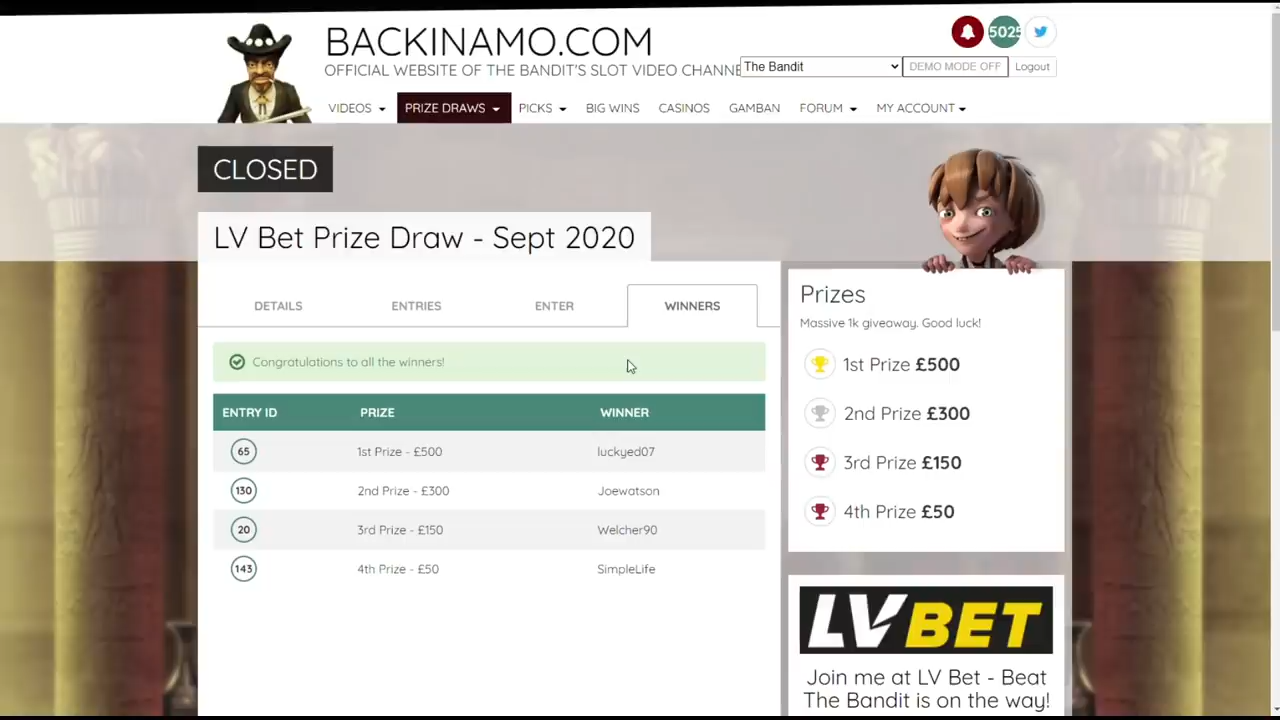 BACKINAMO.COM
OFFICIAL WEBSITE OF THE BANDIT'S SLOT VIDEO CHANNE
5025
The Bandit
DEMO MODE OFF
Logout
VIDEOS
PRIZE DRAWS
PICKS
BIG WINS
CASINOS
GAMBAN
FORUM
MY ACCOUNT
CLOSED
LV Bet Prize Draw - Sept 2020
DETAILS
ENTRIES
ENTER
WINNERS
Congratulations to all the winners!
ENTRY ID PRIZE WINNER
65 1st Prize - £500 luckyed07
130 2nd Prize - £300 Joewatson
20 3rd Prize - £150 Welcher90
143 4th Prize - £50 SimpleLife
Prizes
Massive 1k giveaway. Good luck!
1st Prize £500
2nd Prize £300
3rd Prize £150
4th Prize £50
LVBET
Join me at LV Bet - Beat
The Bandit is on the way!